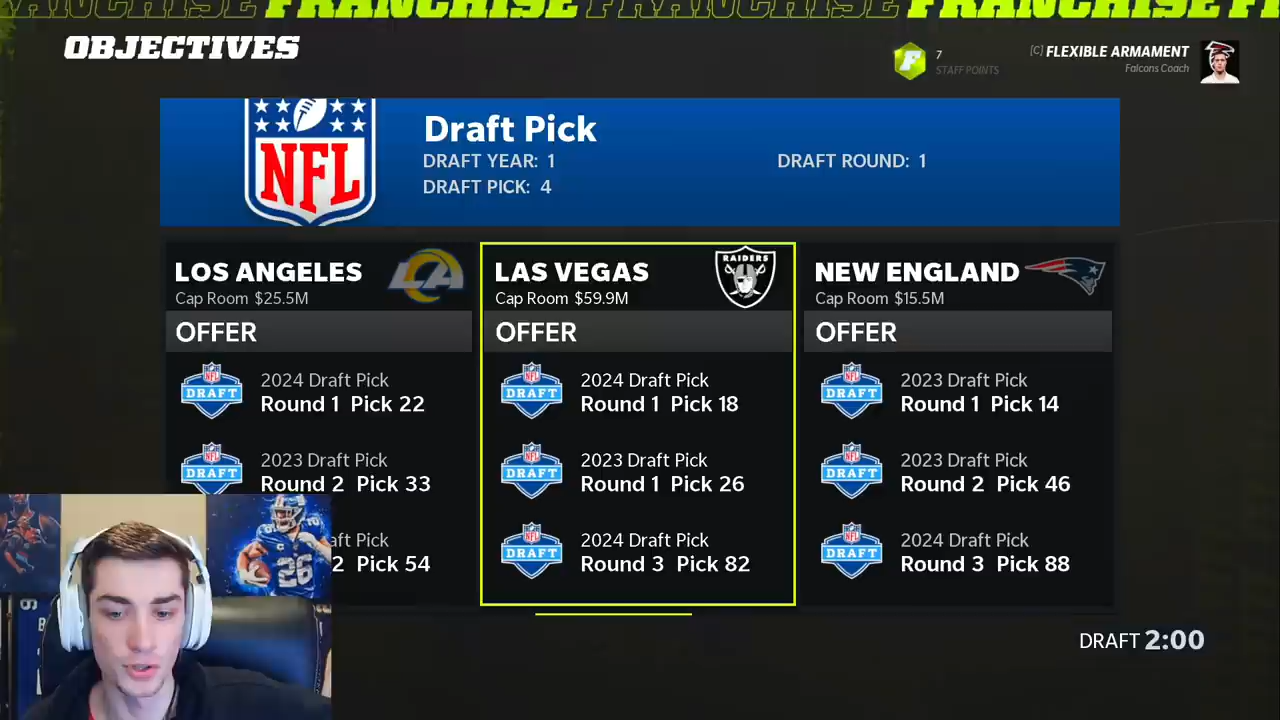 FRANCHISE FRANCHISE FRANCHISE FRANCHISE
OBJECTIVES
7
STAFF POINTS
[C] FLEXIBLE ARMAMENT
Falcons Coach
NFL
Draft Pick
DRAFT YEAR: 1
DRAFT ROUND: 1
DRAFT PICK: 4
LOS ANGELES
Cap Room $25.5M
OFFER
NFL
DRAFT
2024 Draft Pick
Round 1 Pick 22
NFL
DRAFT
2023 Draft Pick
Round 2 Pick 33
aft Pick
2 Pick 54
LAS VEGAS
Cap Room $59.9M
RAIDERS
OFFER
NFL
DRAFT
2024 Draft Pick
Round 1 Pick 18
NFL
DRAFT
2023 Draft Pick
Round 1 Pick 26
NFL
DRAFT
2024 Draft Pick
Round 3 Pick 82
NEW ENGLAND
Cap Room $15.5M
OFFER
NFL
DRAFT
2023 Draft Pick
Round 1 Pick 14
NFL
DRAFT
2023 Draft Pick
Round 2 Pick 46
NFL
DRAFT
2024 Draft Pick
Round 3 Pick 88
26
DRAFT 2:00